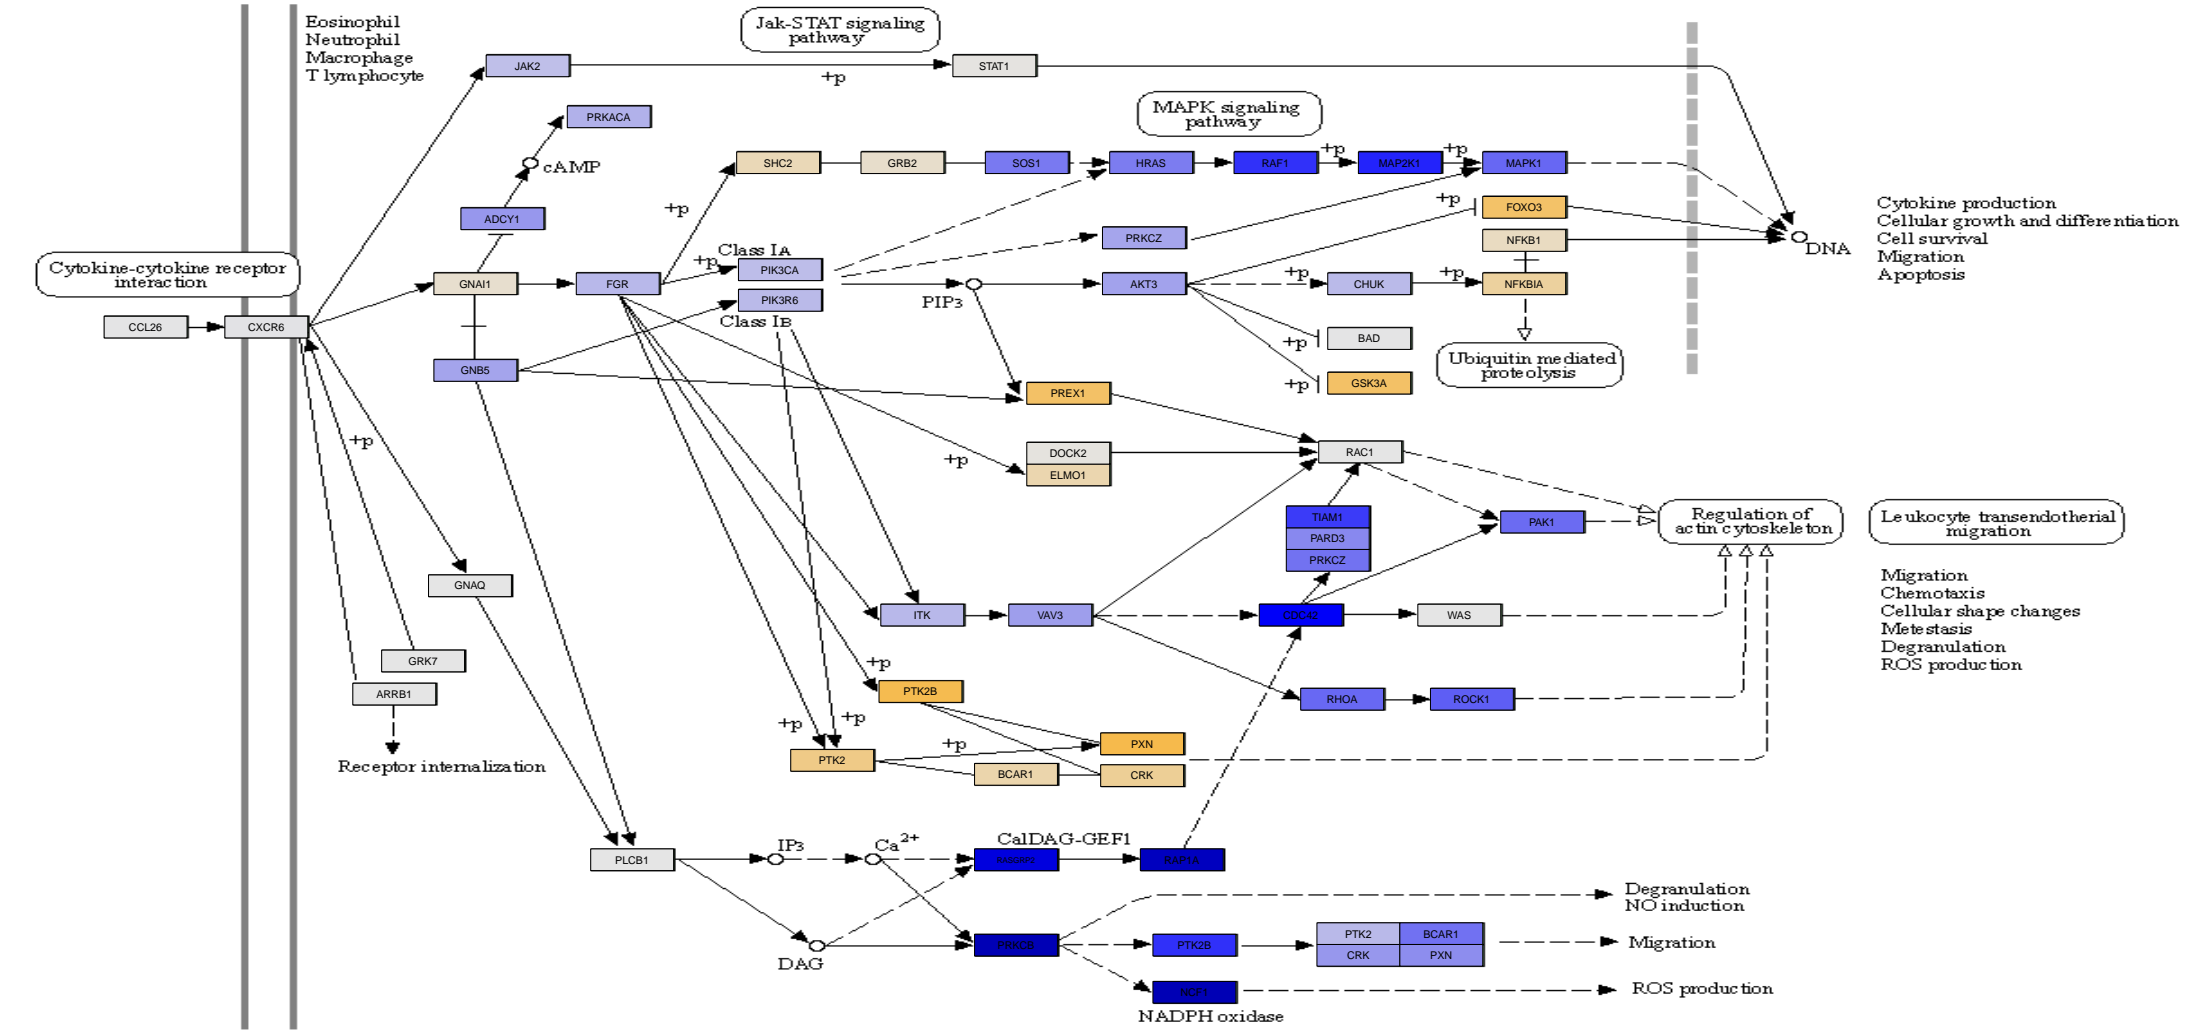 Eosinophil
Neutrophil
Macrophage
T lymphocyte
Jak-STAT signaling
pathway
JAK2
+p
STAT1
PRKACA
cAMP
ADCY1
MAPK signaling
pathway
SHC2
GRB2
SOS1
HRAS
RAF1
+p
MAP2K1
+p
MAPK1
+p
+p
FOXO3
NFKB1
DNA
Cytokine production
Cellular growth and differentiation
Cell survival
Migration
Apoptosis
Cytokine-cytokine receptor
interaction
CCL26
CXCR6
GNAI1
FGR
+p
Class IA
PIK3CA
PIK3R6
Class IB
PRKCZ
PIP3
AKT3
+p
CHUK
+p
NFKBIA
+p
BAD
+p
GSK3A
Ubiquitin mediated
proteolysis
GNB5
PREX1
+p
DOCK2
ELMO1
+p
RAC1
TIAM1
PARD3
PRKCZ
PAK1
Regulation of
actin cytoskeleton
Leukocyte transendotherial
migration
Migration
Chemotaxis
Cellular shape changes
Metestasis
Degranulation
ROS production
GNAQ
ITK
VAV3
CDC42
WAS
GRK7
ARRB1
Receptor internalization
+p
PTK2B
RHOA
ROCK1
+p
+p
PTK2
+p
PXN
BCAR1
CRK
PLCB1
IP3
Ca2+
CalDAG-GEF1
RAP1A
DAG
PRKCB
Degranulation
NO induction
PTK2B
PTK2
BCAR1
CRK
PXN
Migration
NCF1
NADPH oxidase
ROS production